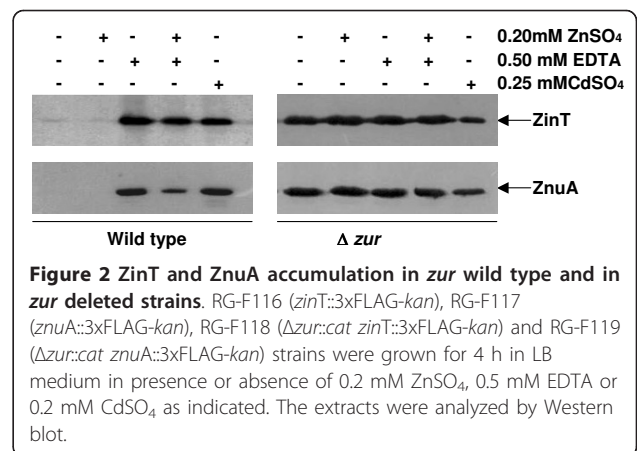 - + - + - - + - + - 0.20mM ZnSO₄
- - + + - - - + + - 0.50 mM EDTA
- - - - + - - - - + 0.25 mMCdSO₄
ZinT
ZnuA
Wild type Δ zur
Figure 2 ZinT and ZnuA accumulation in zur wild type and in
zur deleted strains. RG-F116 (zinT::3xFLAG-kan), RG-F117
(znuA::3xFLAG-kan), RG-F118 (Δzur::cat zinT::3xFLAG-kan) and RG-F119
(Δzur::cat znuA::3xFLAG-kan) strains were grown for 4 h in LB
medium in presence or absence of 0.2 mM ZnSO₄, 0.5 mM EDTA or
0.2 mM CdSO₄ as indicated. The extracts were analyzed by Western
blot.